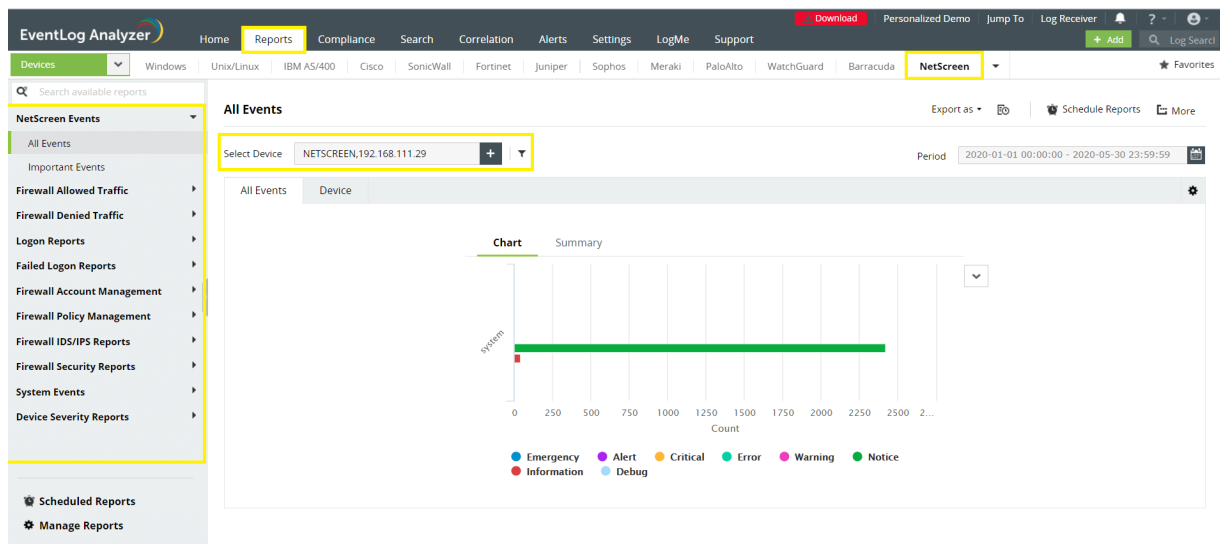 Download Personalized Demo Jump To Log Receiver ?
EventLog Analyzer Home Reports Compliance Search Correlation Alerts Settings LogMe Support + Add Log Searcl
Devices Windows Unix/Linux IBM AS/400 Cisco SonicWall Fortinet Juniper Sophos Meraki PaloAlto WatchGuard Barracuda NetScreen Favorites
Search available reports
NetScreen Events
All Events
Important Events
Firewall Allowed Traffic
Firewall Denied Traffic
Logon Reports
Failed Logon Reports
Firewall Account Management
Firewall Policy Management
Firewall IDS/IPS Reports
Firewall Security Reports
System Events
Device Severity Reports
Scheduled Reports
Manage Reports
All Events Export as Schedule Reports More
Select Device NETSCREEN,192.168.111.29 + Period 2020-01-01 00:00:00 - 2020-05-30 23:59:59
All Events Device
Chart Summary
system
0 250 500 750 1000 1250 1500 1750 2000 2250 2500 2...
Count
Emergency Alert Critical Error Warning Notice
Information Debug